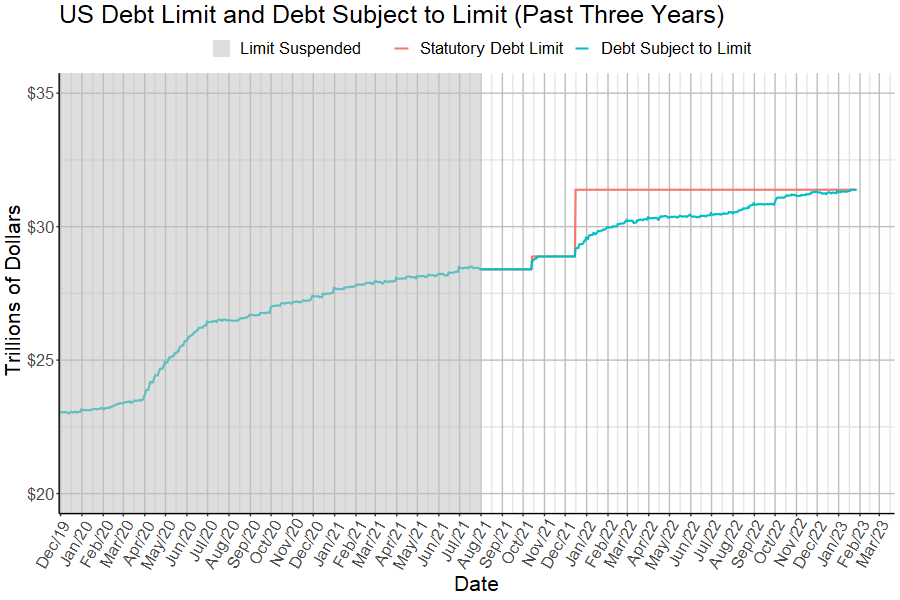 US Debt Limit and Debt Subject to Limit (Past Three Years)
Limit Suspended Statutory Debt Limit Debt Subject to Limit
Trillions of Dollars
$35
$30
$25
$20
Dec/19 Jan/20 Feb/20 Mar/20 Apr/20 May/20 Jun/20 Jul/20 Aug/20 Sep/20 Oct/20 Nov/20 Dec/20 Jan/21 Feb/21 Mar/21 Apr/21 May/21 Jun/21 Jul/21 Aug/21 Sep/21 Oct/21 Nov/21 Dec/21 Jan/22 Feb/22 Mar/22 Apr/22 May/22 Jun/22 Jul/22 Aug/22 Sep/22 Oct/22 Nov/22 Dec/22 Jan/23 Feb/23 Mar/23
Date